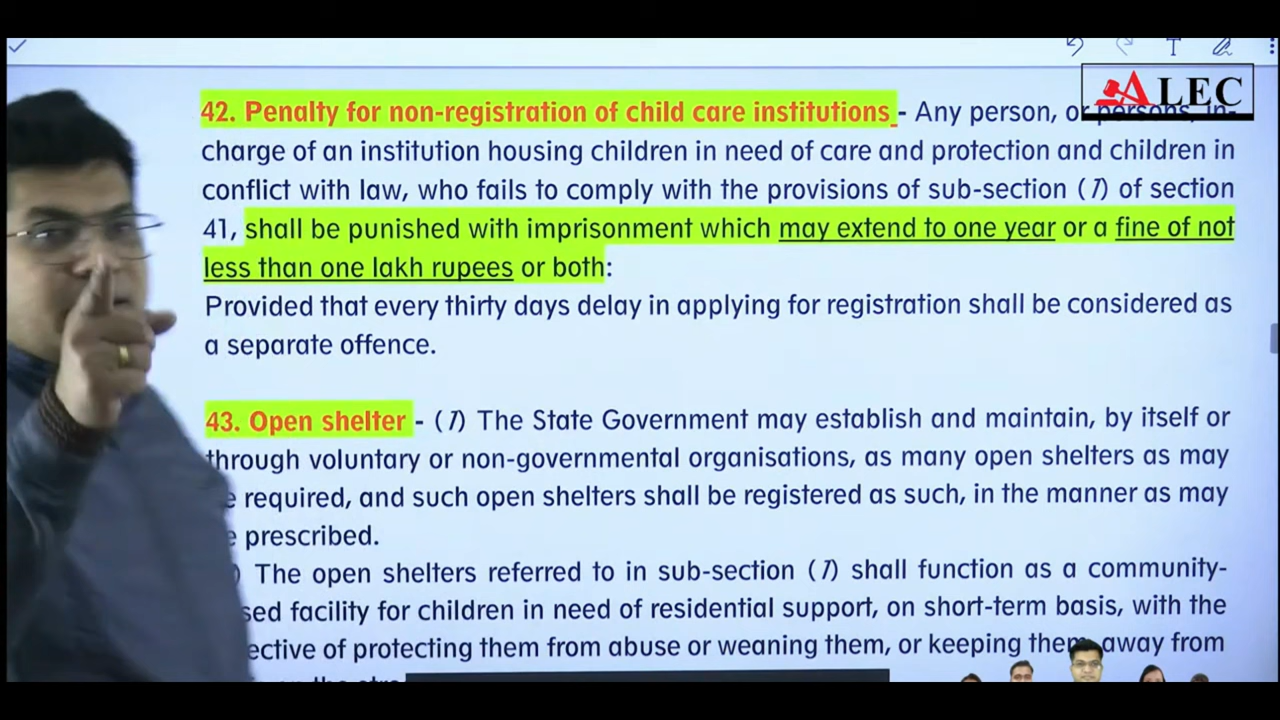 ALEC
42. Penalty for non-registration of child care institutions - Any person, or persons, in-
charge of an institution housing children in need of care and protection and children in
conflict with law, who fails to comply with the provisions of sub-section (1) of section
41, shall be punished with imprisonment which may extend to one year or a fine of not
less than one lakh rupees or both:
Provided that every thirty days delay in applying for registration shall be considered as
a separate offence.
43. Open shelter - (1) The State Government may establish and maintain, by itself or
through voluntary or non-governmental organisations, as many open shelters as may
required, and such open shelters shall be registered as such, in the manner as may
prescribed.
The open shelters referred to in sub-section (1) shall function as a community-
sed facility for children in need of residential support, on short-term basis, with the
ective of protecting them from abuse or weaning them, or keeping them away from